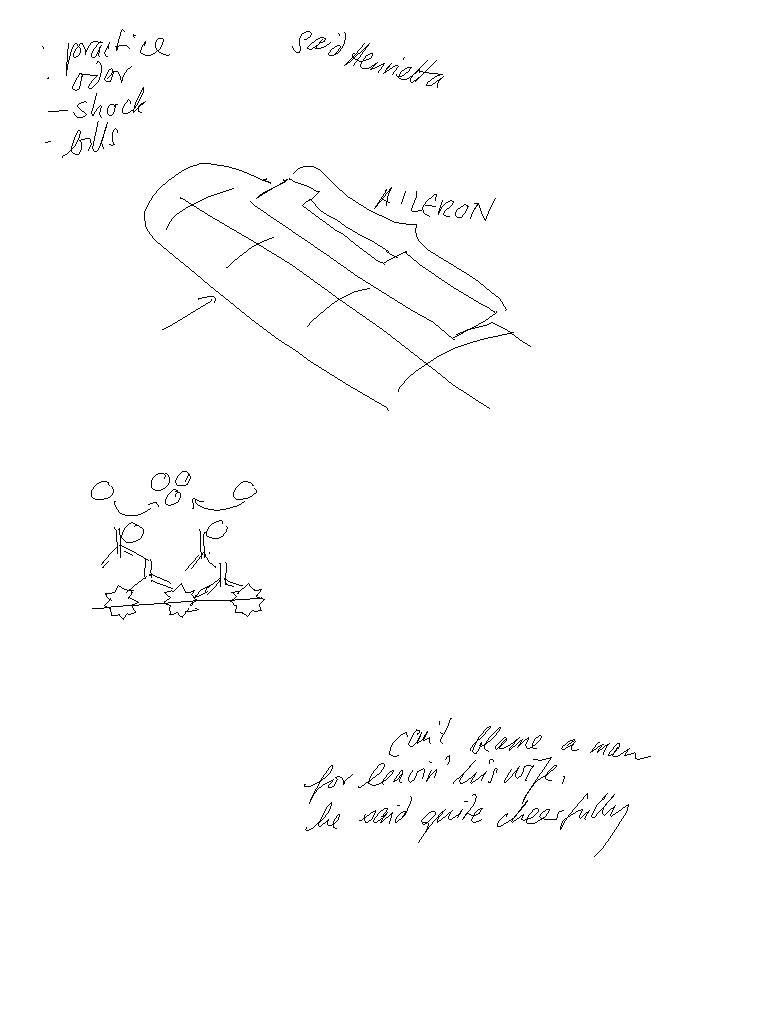 · practice
· odor
– shock
· bills
said Henrietta
AILERON
can't blame a man
for leavin' his wife,
he said quite cheerfully